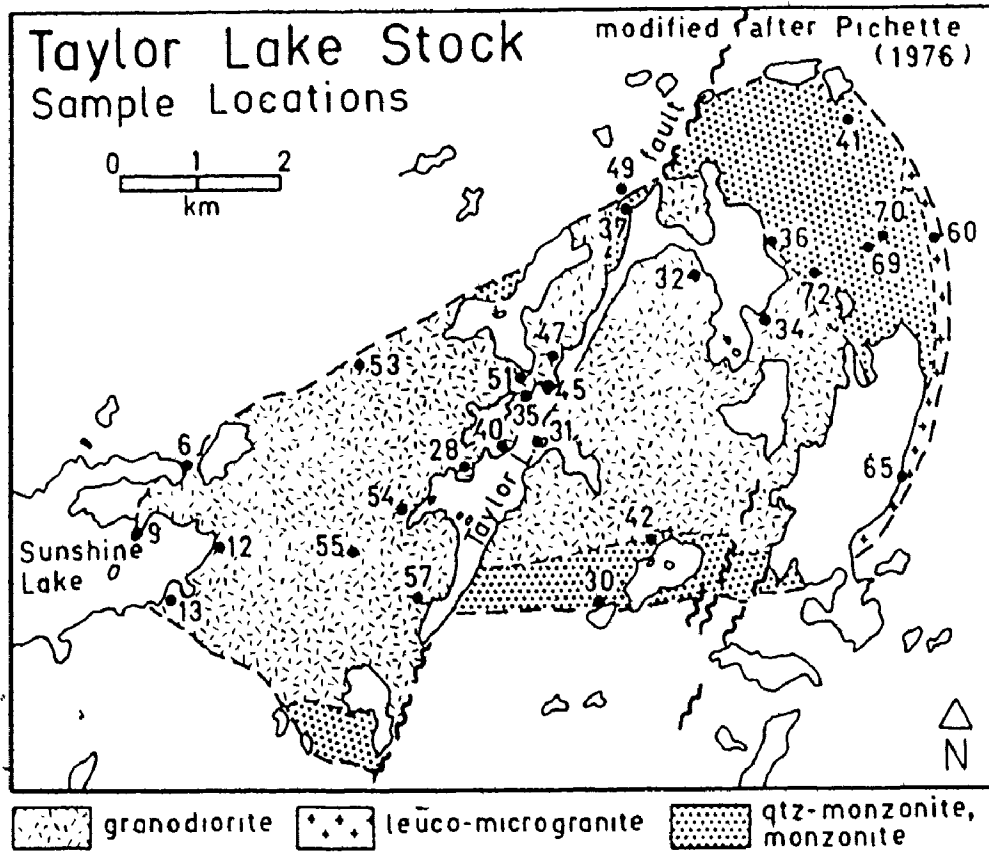 Taylor Lake Stock
Sample Locations
modified after Pichette
(1976)
0 1 2
km
fault
41
49
37
36
70
60
69
32
72
34
47
53
51
45
35
40
31
28
6
65
54
Taylor
9
Sunshine
Lake
12
55
42
57
30
13
N
granodiorite
leuco-microgranite
qtz-monzonite,
monzonite